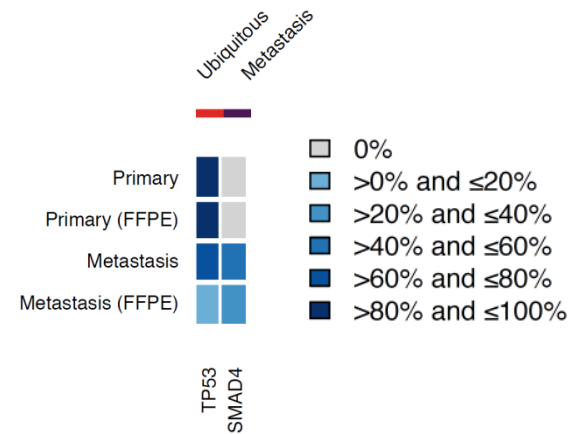 Ubiquitous
Metastasis
Primary
Primary (FFPE)
Metastasis
Metastasis (FFPE)
0%
>0% and ≤20%
>20% and ≤40%
>40% and ≤60%
>60% and ≤80%
>80% and ≤100%
TP53
SMAD4